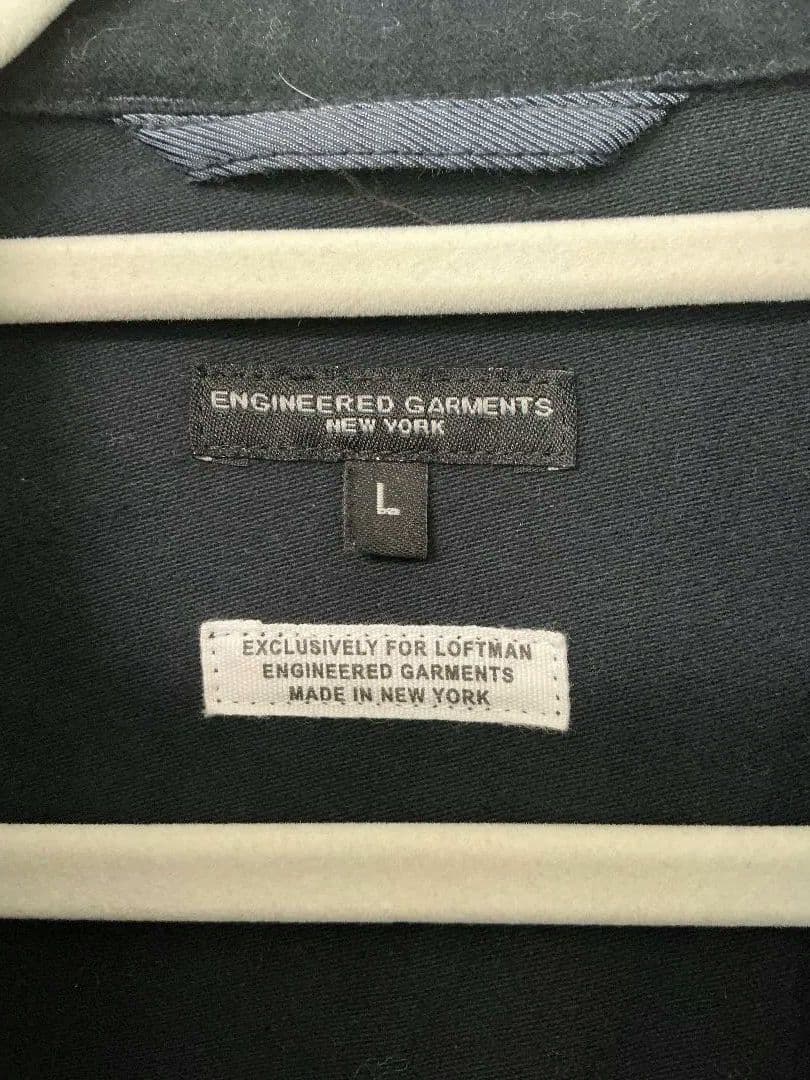 ENGINEERED GARMENTS
NEW YORK
L
EXCLUSIVELY FOR LOFTMAN
ENGINEERED GARMENTS
MADE IN NEW YORK